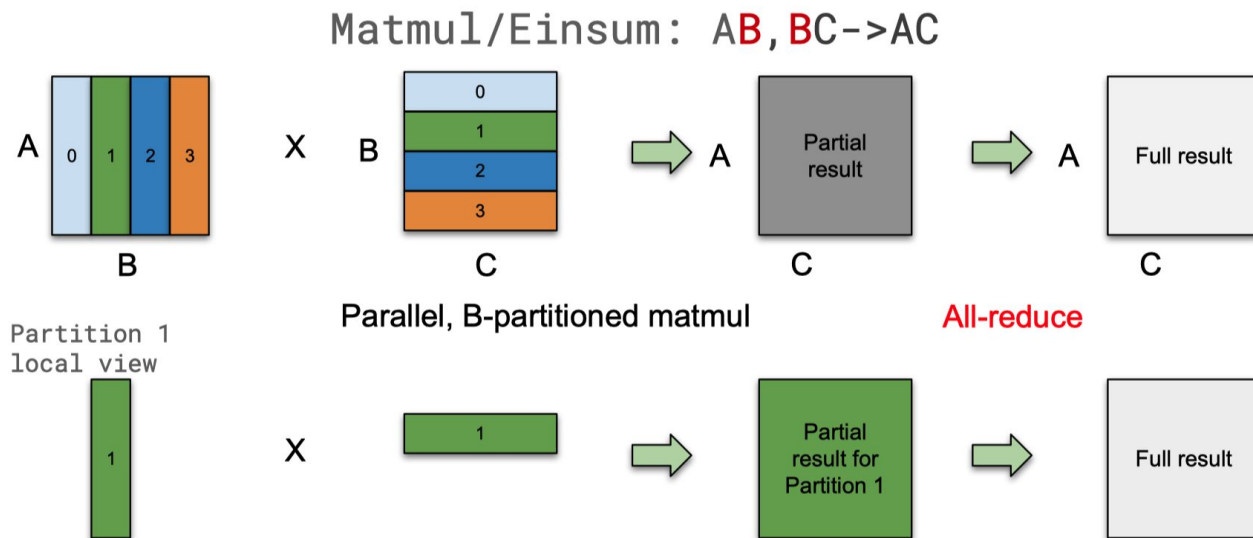 Matmul/Einsum: AB,BC->AC
A
0
1
2
3
B
X
B
0
1
2
3
C
A
Partial
result
C
A
Full result
C
Parallel, B-partitioned matmul
All-reduce
Partition 1
local view
1
X
1
Partial
result for
Partition 1
Full result